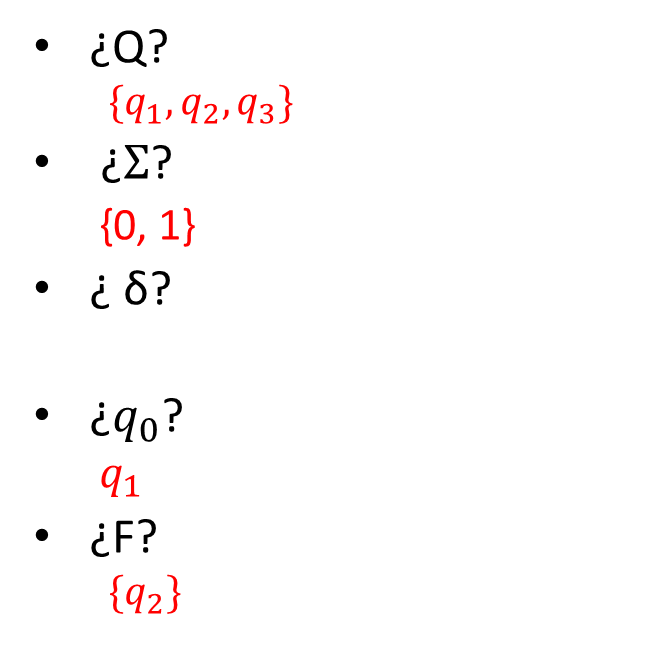 • ¿Q?
{q₁, q₂, q₃}
• ¿Σ?
{0, 1}
• ¿ δ?
• ¿q₀?
q₁
• ¿F?
{q₂}